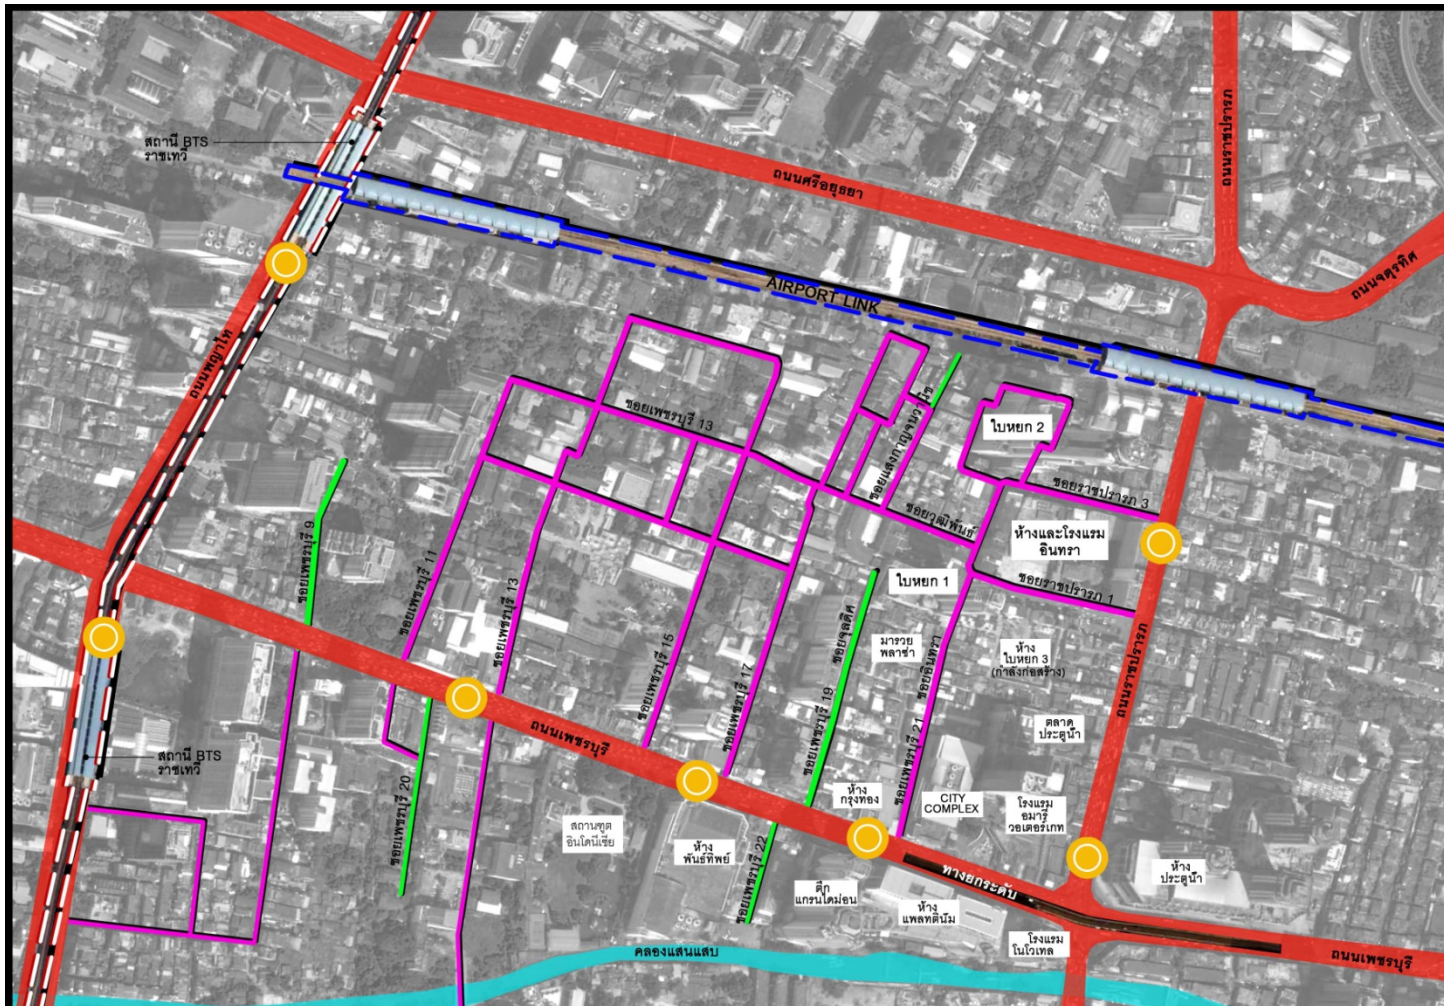 สถานี BTS
ราชเทวี
ถนนศรีอยุธยา
ถนนราชปรารภ
ถนนจตุรทิศ
AIRPORT LINK
ถนนพญาไท
ซอยเพชรบุรี 13
ซอยแสงกาญจนวนิช
ใบหยก 2
ซอยราชปรารภ 3
ซอยวุฒิพันธ์
ห้างและโรงแรม
อินทรา
ซอยเพชรบุรี 9
ซอยเพชรบุรี 11
ซอยเพชรบุรี 13
ใบหยก 1
ซอยราชปรารภ 1
ซอยจุลดิศ
มารวย
พลาซ่า
ซอยอินทรา
ห้าง
ใบหยก 3
(กำลังก่อสร้าง)
ถนนราชปรารภ
ซอยเพชรบุรี 15
ซอยเพชรบุรี 17
ซอยเพชรบุรี 19
ซอยเพชรบุรี 21
ตลาด
ประตูน้ำ
ถนนเพชรบุรี
สถานี BTS
ราชเทวี
ซอยเพชรบุรี 20
สถานฑูต
อินโดนีเซีย
ห้าง
พันธ์ทิพย์
ซอยเพชรบุรี 22
ห้าง
กรุงทอง
CITY
COMPLEX
โรงแรม
อมารี
วอเตอร์เกท
ห้าง
ประตูน้ำ
ทางยกระดับ
ตึก
แกรนไดม่อน
ห้าง
แพลทตินั่ม
โรงแรม
โนโวเทล
คลองแสนแสบ
ถนนเพชรบุรี